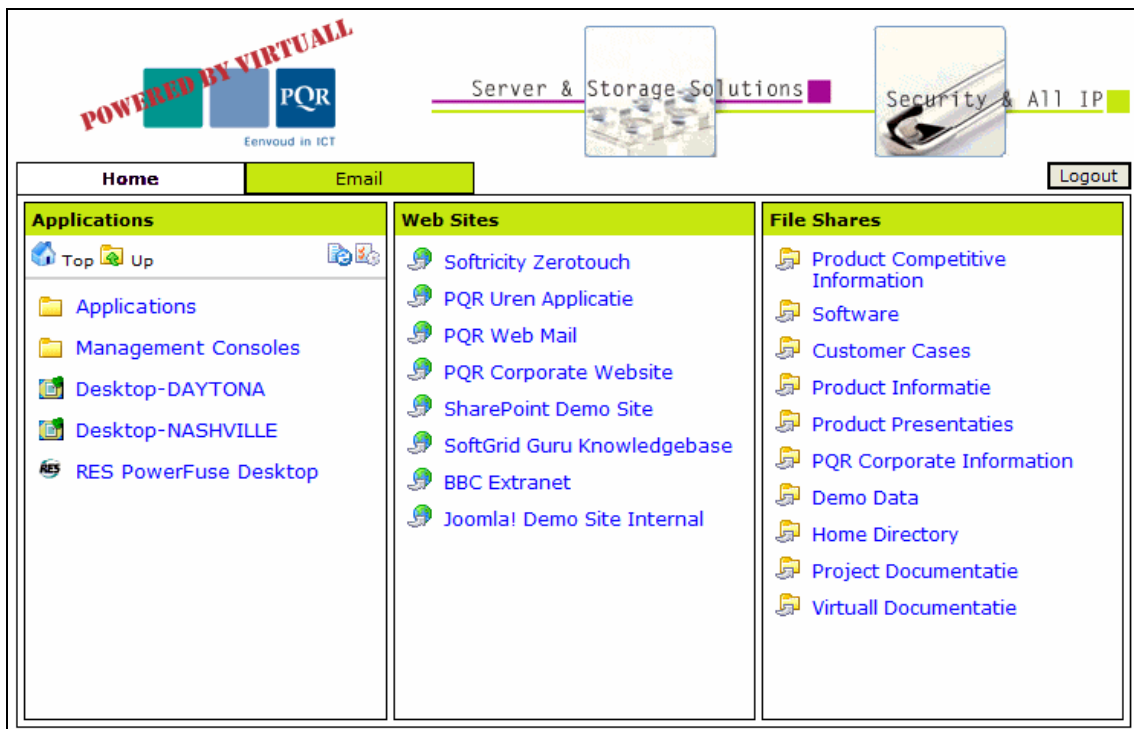 POWERED BY VIRTUALL
PQR
Eenvoud in ICT
Server & Storage Solutions
Security & All IP
Home
Email
Logout
Applications
Top Up
Applications
Management Consoles
Desktop-DAYTONA
Desktop-NASHVILLE
RES RES PowerFuse Desktop
Web Sites
Softricity Zerotouch
PQR Uren Applicatie
PQR Web Mail
PQR Corporate Website
SharePoint Demo Site
SoftGrid Guru Knowledgebase
BBC Extranet
Joomla! Demo Site Internal
File Shares
Product Competitive
Information
Software
Customer Cases
Product Informatie
Product Presentaties
PQR Corporate Information
Demo Data
Home Directory
Project Documentatie
Virtuall Documentatie